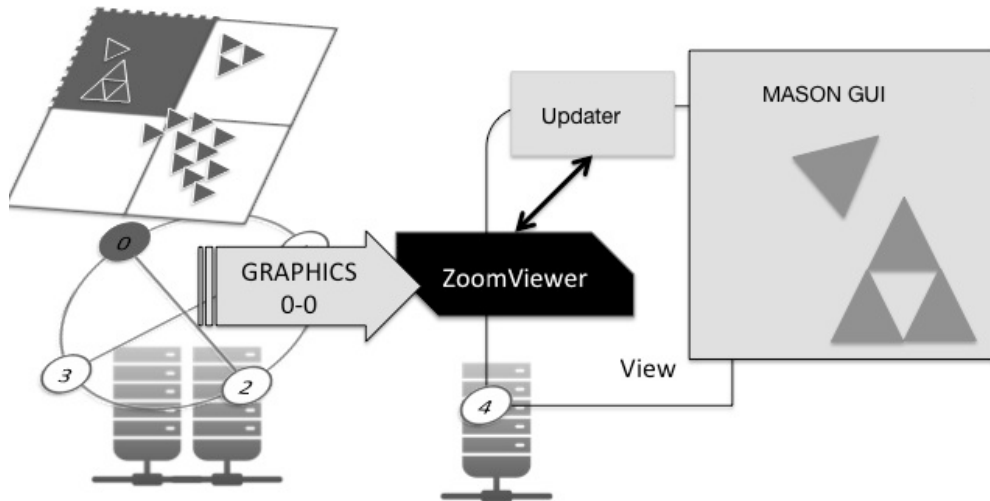 Updater
MASON GUI
0
GRAPHICS
0-0
ZoomViewer
3
2
View
4